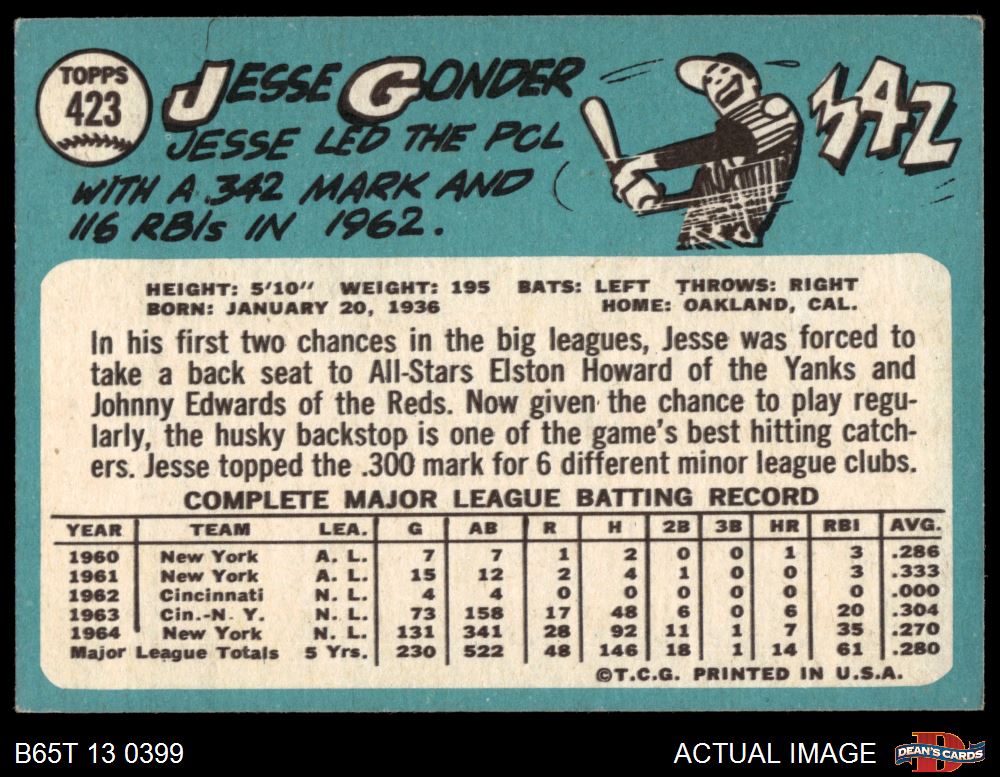 TOPPS
423
JESSE GONDER
JESSE LED THE PCL
WITH A .342 MARK AND
116 RBIs IN 1962.
342
HEIGHT: 5'10" WEIGHT: 195 BATS: LEFT THROWS: RIGHT
BORN: JANUARY 20, 1936 HOME: OAKLAND, CAL.
In his first two chances in the big leagues, Jesse was forced to
take a back seat to All-Stars Elston Howard of the Yanks and
Johnny Edwards of the Reds. Now given the chance to play regu-
larly, the husky backstop is one of the game's best hitting catch-
ers. Jesse topped the .300 mark for 6 different minor league clubs.
COMPLETE MAJOR LEAGUE BATTING RECORD
YEAR TEAM LEA. G AB R H 2B 3B HR RBI AVG.
1960 New York A. L. 7 7 1 2 0 0 1 3 .286
1961 New York A. L. 15 12 2 4 1 0 0 3 .333
1962 Cincinnati N. L. 4 4 0 0 0 0 0 0 .000
1963 Cin.-N. Y. N. L. 73 158 17 48 6 0 6 20 .304
1964 New York N. L. 131 341 28 92 11 1 7 35 .270
Major League Totals 5 Yrs. 230 522 48 146 18 1 14 61 .280
©T.C.G. PRINTED IN U.S.A.
B65T 13 0399
ACTUAL IMAGE
DEAN'S CARDS